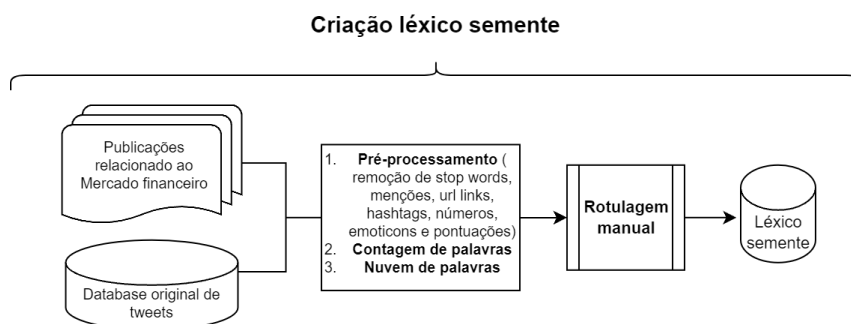 Criação léxico semente
Publicações
relacionado ao
Mercado financeiro
Database original de
tweets
1. Pré-processamento (
remoção de stop words,
menções, url links,
hashtags, números,
emoticons e pontuações)
2. Contagem de palavras
3. Nuvem de palavras
Rotulagem
manual
Léxico
semente